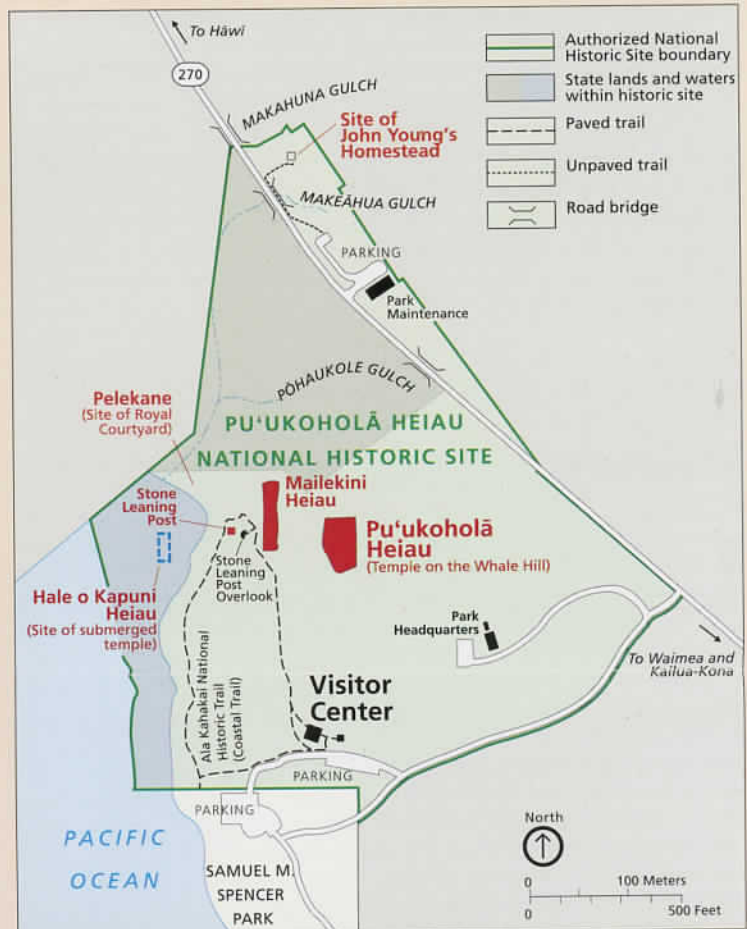 To Hāwī
270
MAKAHUNA GULCH
Site of
John Young's
Homestead
MAKEĀHUA GULCH
PARKING
Park
Maintenance
Authorized National
Historic Site boundary
State lands and waters
within historic site
Paved trail
Unpaved trail
Road bridge
PŌHAUKOLE GULCH
Pelekane
(Site of Royal
Courtyard)
PU‘UKOHOLĀ HEIAU
NATIONAL HISTORIC SITE
Stone
Leaning
Post
Mailekini
Heiau
Pu‘ukoholā
Heiau
(Temple on the Whale Hill)
Stone
Leaning
Post
Overlook
Hale o Kapuni
Heiau
(Site of submerged
temple)
Park
Headquarters
To Waimea and
Kailua-Kona
Ala Kahakai National
Historic Trail
(Coastal Trail)
Visitor
Center
PARKING
PARKING
PACIFIC
OCEAN
SAMUEL M.
SPENCER
PARK
North
0 100 Meters
0 500 Feet